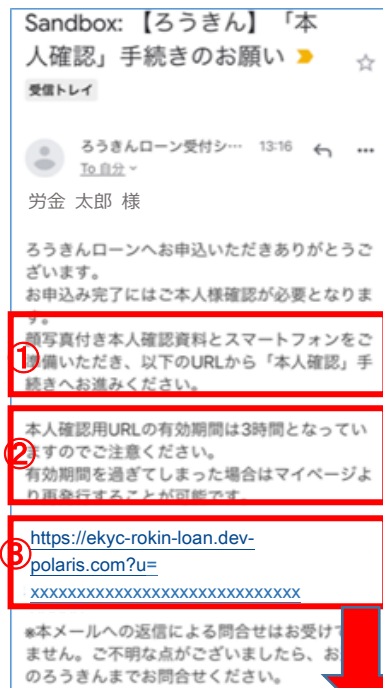 Sandbox: 【ろうきん】「本
人確認」手続きのお願い
受信トレイ
ろうきんローン受付シ… 13:16
To 自分
労金 太郎 様
ろうきんローンへお申込いただきありがとうご
ざいます。
お申込み完了にはご本人様確認が必要となりま
す。
顔写真付き本人確認資料とスマートフォンをご
①
準備いただき、以下のURLから「本人確認」手
続きへお進みください。
本人確認用URLの有効期間は3時間となってい
②
ますのでご注意ください。
有効期間を過ぎてしまった場合はマイページよ
り再発行することが可能です。
③
https://ekyc-rokin-loan.dev-
polaris.com?u=
xxxxxxxxxxxxxxxxxxxxxxxxxxxxx
※本メールへの返信による問合せはお受けで
ません。ご不明な点がございましたら、お
のろうきんまでお問合せください。